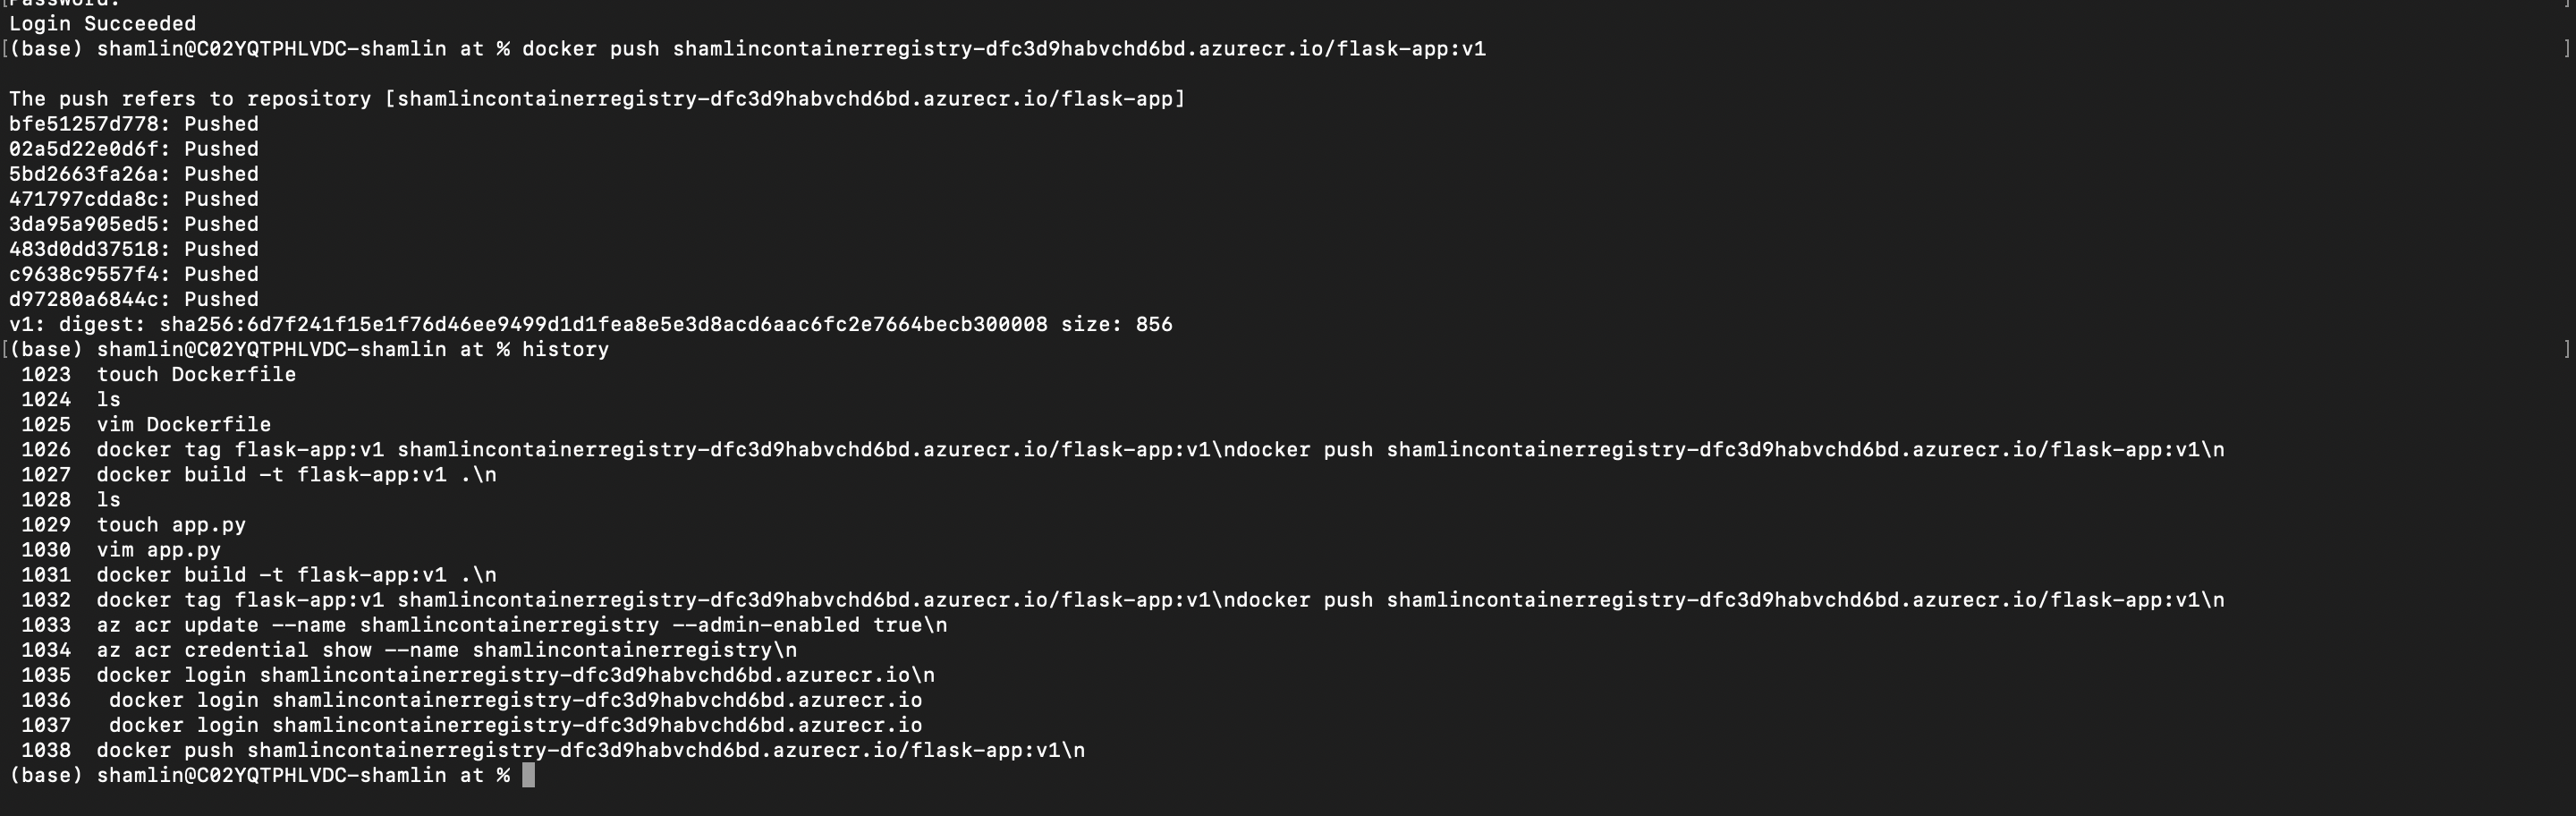 Password:
Login Succeeded
[(base) shamlin@C02YQTPHLVDC-shamlin at % docker push shamlincontainerregistry-dfc3d9habvchd6bd.azurecr.io/flask-app:v1 ]
The push refers to repository [shamlincontainerregistry-dfc3d9habvchd6bd.azurecr.io/flask-app]
bfe51257d778: Pushed
02a5d22e0d6f: Pushed
5bd2663fa26a: Pushed
471797cdda8c: Pushed
3da95a905ed5: Pushed
483d0dd37518: Pushed
c9638c9557f4: Pushed
d97280a6844c: Pushed
v1: digest: sha256:6d7f241f15e1f76d46ee9499d1d1fea8e5e3d8acd6aac6fc2e7664becb300008 size: 856
[(base) shamlin@C02YQTPHLVDC-shamlin at % history ]
1023  touch Dockerfile
1024  ls
1025  vim Dockerfile
1026  docker tag flask-app:v1 shamlincontainerregistry-dfc3d9habvchd6bd.azurecr.io/flask-app:v1\ndocker push shamlincontainerregistry-dfc3d9habvchd6bd.azurecr.io/flask-app:v1\n
1027  docker build -t flask-app:v1 .\n
1028  ls
1029  touch app.py
1030  vim app.py
1031  docker build -t flask-app:v1 .\n
1032  docker tag flask-app:v1 shamlincontainerregistry-dfc3d9habvchd6bd.azurecr.io/flask-app:v1\ndocker push shamlincontainerregistry-dfc3d9habvchd6bd.azurecr.io/flask-app:v1\n
1033  az acr update --name shamlincontainerregistry --admin-enabled true\n
1034  az acr credential show --name shamlincontainerregistry\n
1035  docker login shamlincontainerregistry-dfc3d9habvchd6bd.azurecr.io\n
1036   docker login shamlincontainerregistry-dfc3d9habvchd6bd.azurecr.io
1037   docker login shamlincontainerregistry-dfc3d9habvchd6bd.azurecr.io
1038  docker push shamlincontainerregistry-dfc3d9habvchd6bd.azurecr.io/flask-app:v1\n
(base) shamlin@C02YQTPHLVDC-shamlin at %